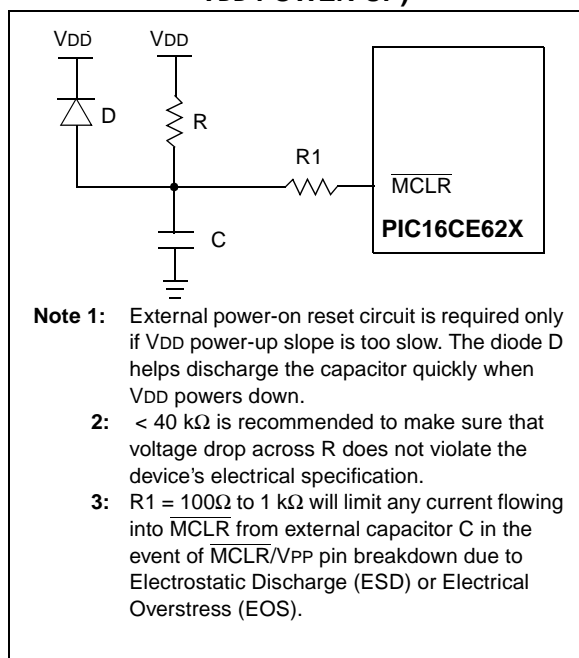 VDD POWER-UP)
VDD VDD
D
R
R1
MCLR
PIC16CE62X
C
Note 1: External power-on reset circuit is required only
if VDD power-up slope is too slow. The diode D
helps discharge the capacitor quickly when
VDD powers down.
2: < 40 kΩ is recommended to make sure that
voltage drop across R does not violate the
device's electrical specification.
3: R1 = 100Ω to 1 kΩ will limit any current flowing
into MCLR from external capacitor C in the
event of MCLR/VPP pin breakdown due to
Electrostatic Discharge (ESD) or Electrical
Overstress (EOS).